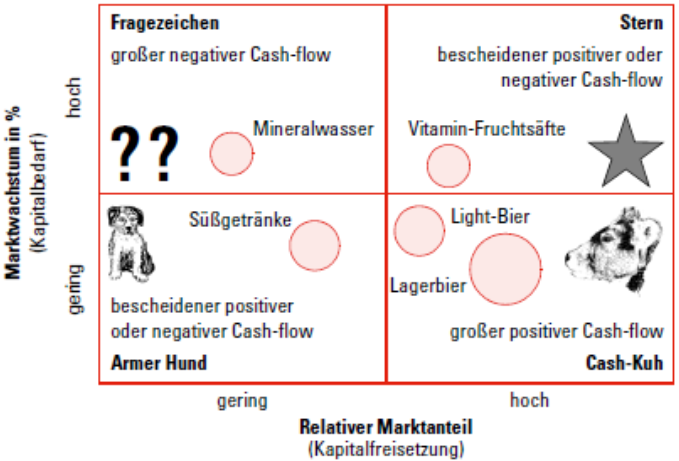 Fragezeichen
großer negativer Cash-flow
??
Mineralwasser
Stern
bescheidener positiver oder
negativer Cash-flow
Vitamin-Fruchtsäfte
Süßgetränke
bescheidener positiver
oder negativer Cash-flow
Armer Hund
Light-Bier
Lagerbier
großer positiver Cash-flow
Cash-Kuh
Marktwachstum in %
(Kapitalbedarf)
hoch
gering
gering
hoch
Relativer Marktanteil
(Kapitalfreisetzung)